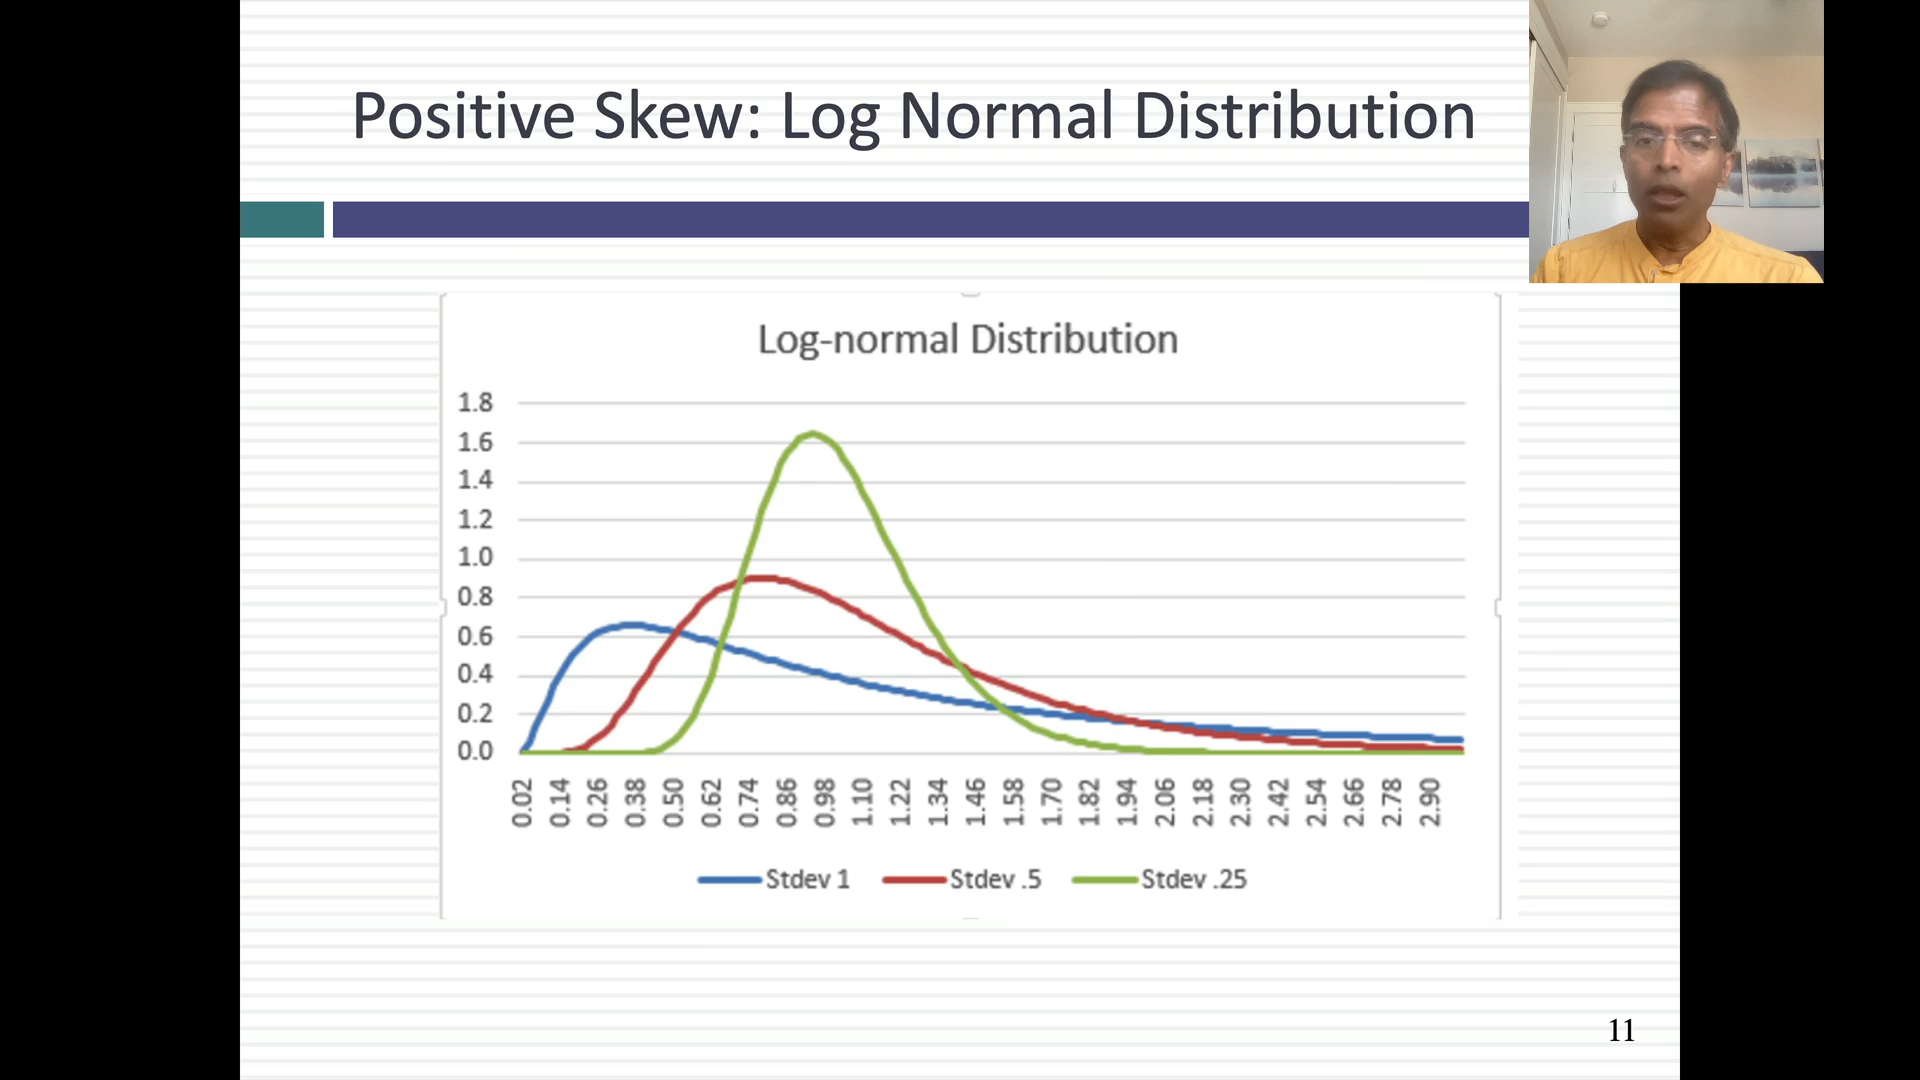 Positive Skew: Log Normal Distribution
Log-normal Distribution
1.8
1.6
1.4
1.2
1.0
0.8
0.6
0.4
0.2
0.0
0.02 0.14 0.26 0.38 0.50 0.62 0.74 0.86 0.98 1.10 1.22 1.34 1.46 1.58 1.70 1.82 1.94 2.06 2.18 2.30 2.42 2.54 2.66 2.78 2.90
Stdev 1 Stdev .5 Stdev .25
11